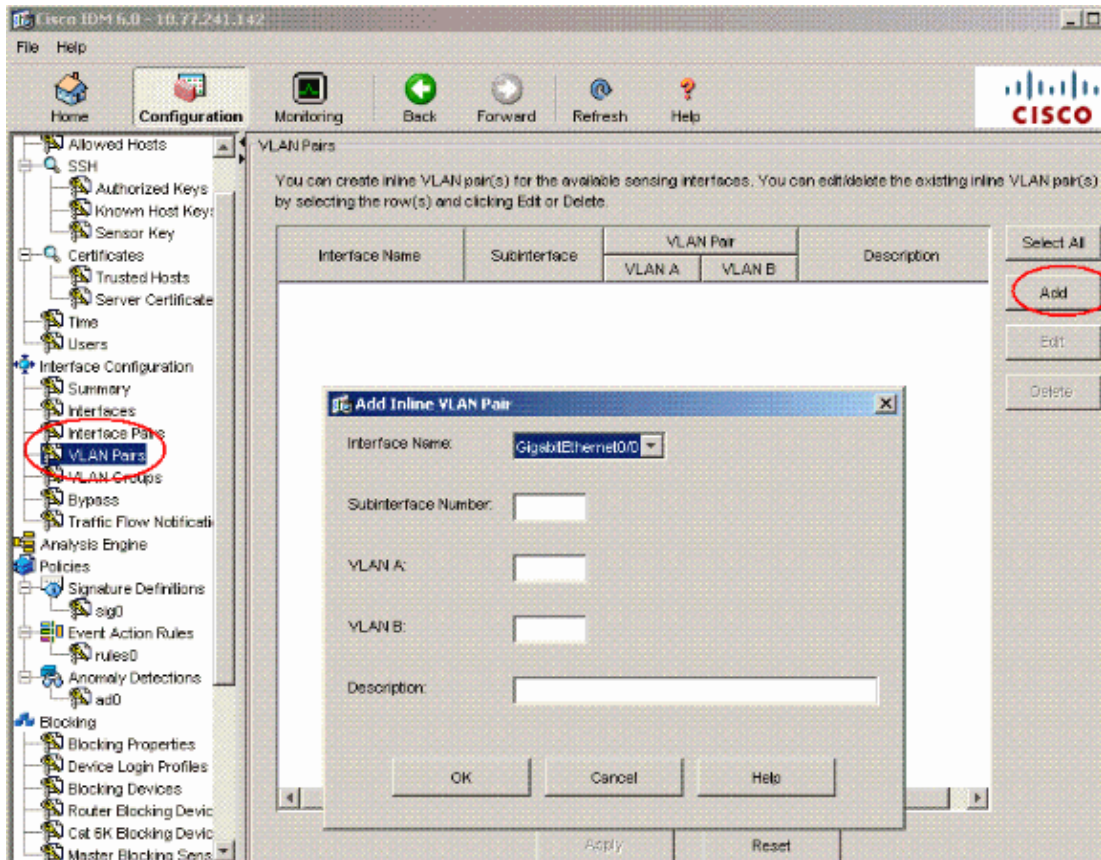 Cisco IDM 6.0 - 10.77.241.142
File Help
Home Configuration Monitoring Back Forward Refresh Help
CISCO
Allowed Hosts
SSH
Authorized Keys
Known Host Key
Sensor Key
Certificates
Trusted Hosts
Server Certificate
Time
Users
Interface Configuration
Summary
Interfaces
Interface Pairs
VLAN Pairs
VLAN Groups
Bypass
Traffic Flow Notificati
Analysis Engine
Policies
Signature Definitions
sig0
Event Action Rules
rules0
Anomaly Detections
ad0
Blocking
Blocking Properties
Device Login Profiles
Blocking Devices
Router Blocking Devic
Cat 6K Blocking Devic
Master Blocking Sens
VLAN Pairs
You can create inline VLAN pair(s) for the available sensing interfaces. You can edit/delete the existing inline VLAN pair(s)
by selecting the row(s) and clicking Edit or Delete.
Interface Name Subinterface VLAN Pair Description
VLAN A VLAN B
Select All
Add
Edit
Delete
Add Inline VLAN Pair
Interface Name: GigabitEthernet0/0
Subinterface Number:
VLAN A:
VLAN B:
Description:
OK Cancel Help
Apply Reset